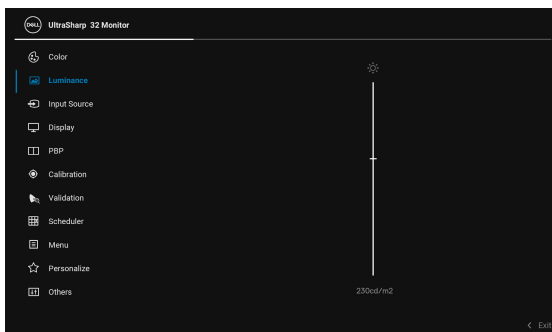 DELL UltraSharp 32 Monitor
Color
Luminance
Input Source
Display
PBP
Calibration
Validation
Scheduler
Menu
Personalize
Others
230cd/m2
Exit